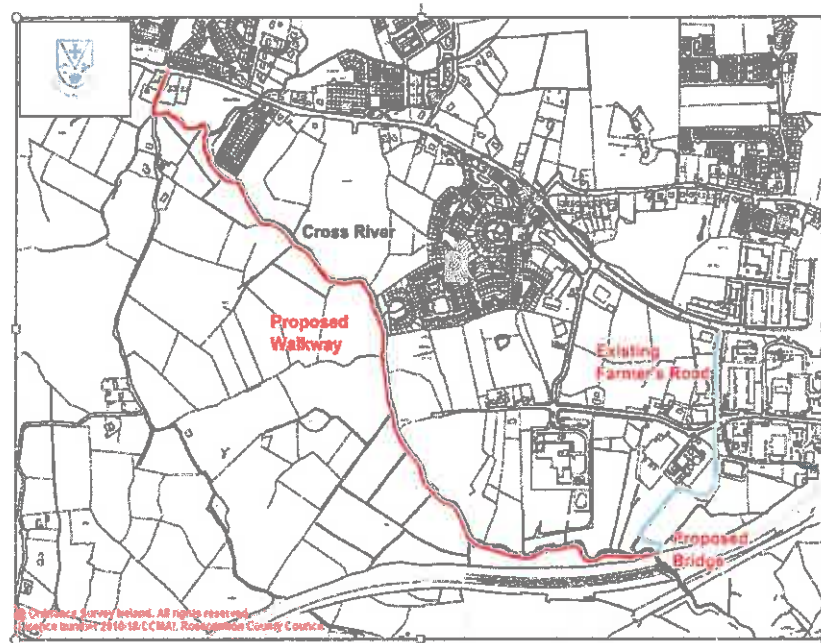 Cross River
Proposed
Walkway
Existing
Farmer's Road
Proposed
Bridge
Ordnance Survey Ireland. All rights reserved
Roscommon County Council